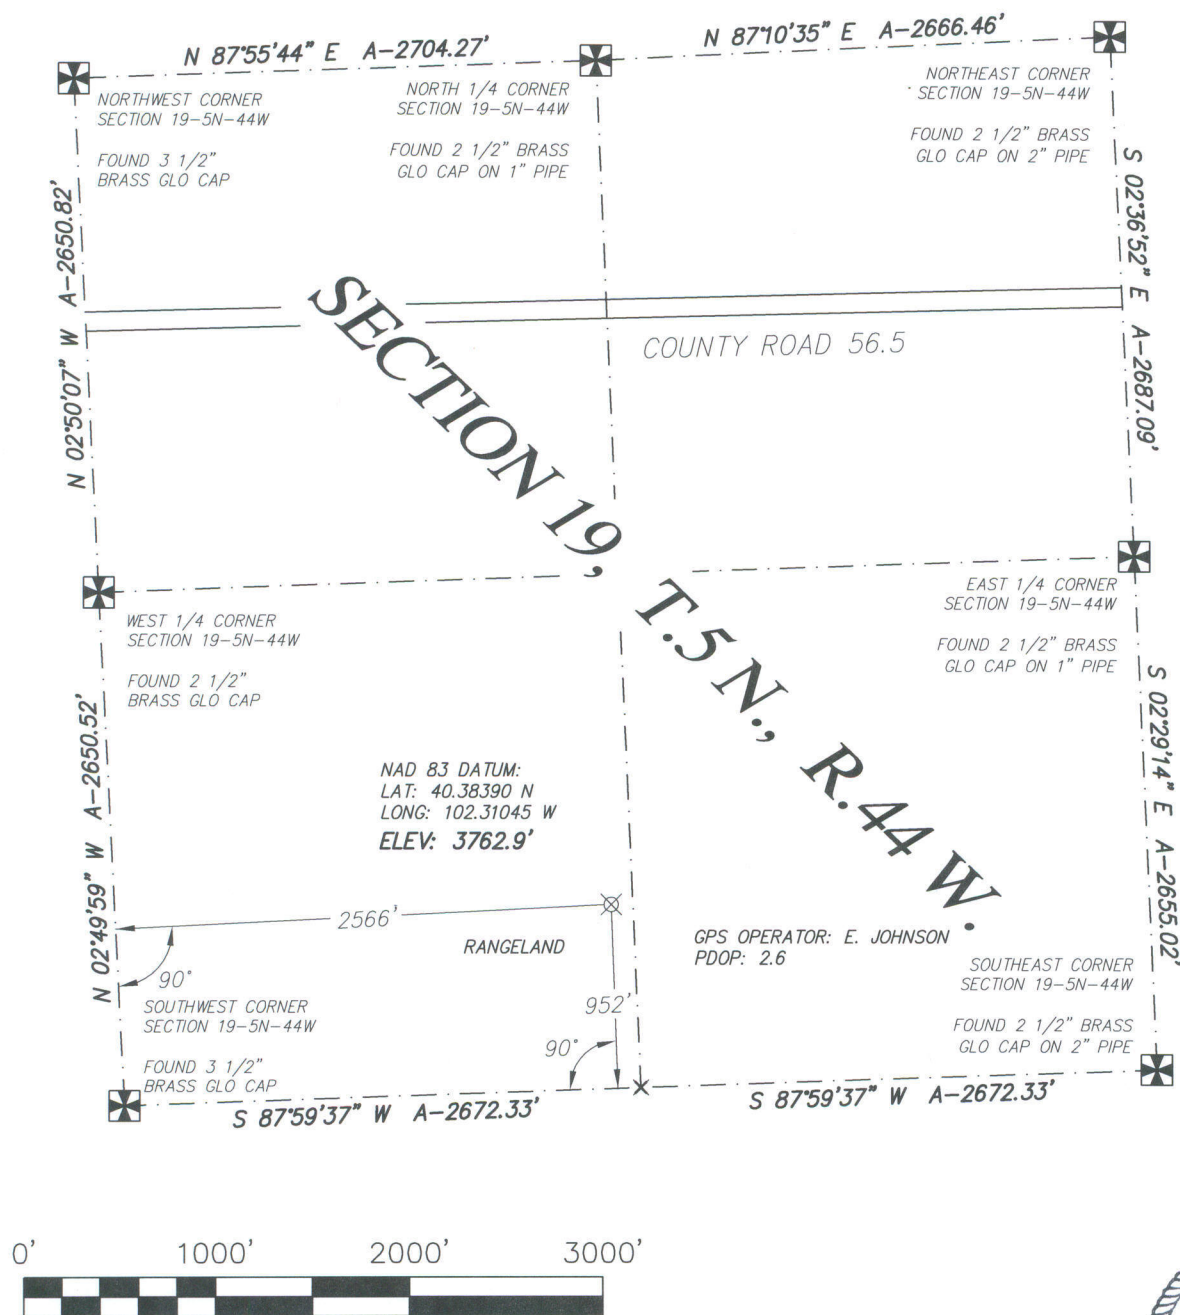 N 87°55'44" E A-2704.27'
N 87°10'35" E A-2666.46'
NORTHWEST CORNER
SECTION 19-5N-44W
FOUND 3 1/2"
BRASS GLO CAP
NORTH 1/4 CORNER
SECTION 19-5N-44W
FOUND 2 1/2" BRASS
GLO CAP ON 1" PIPE
NORTHEAST CORNER
SECTION 19-5N-44W
FOUND 2 1/2" BRASS
GLO CAP ON 2" PIPE
N 02°50'07" W A-2650.82'
S 02°36'52" E A-2687.09'
COUNTY ROAD 56.5
SECTION 19, T.5 N., R.44 W.
WEST 1/4 CORNER
SECTION 19-5N-44W
FOUND 2 1/2"
BRASS GLO CAP
EAST 1/4 CORNER
SECTION 19-5N-44W
FOUND 2 1/2" BRASS
GLO CAP ON 1" PIPE
N 02°49'59" W A-2650.52'
S 02°29'14" E A-2655.02'
NAD 83 DATUM:
LAT: 40.38390 N
LONG: 102.31045 W
ELEV: 3762.9'
2566'
RANGELAND
GPS OPERATOR: E. JOHNSON
PDOP: 2.6
90°
952'
90°
SOUTHWEST CORNER
SECTION 19-5N-44W
FOUND 3 1/2"
BRASS GLO CAP
SOUTHEAST CORNER
SECTION 19-5N-44W
FOUND 2 1/2" BRASS
GLO CAP ON 2" PIPE
S 87°59'37" W A-2672.33'
S 87°59'37" W A-2672.33'
0' 1000' 2000' 3000'